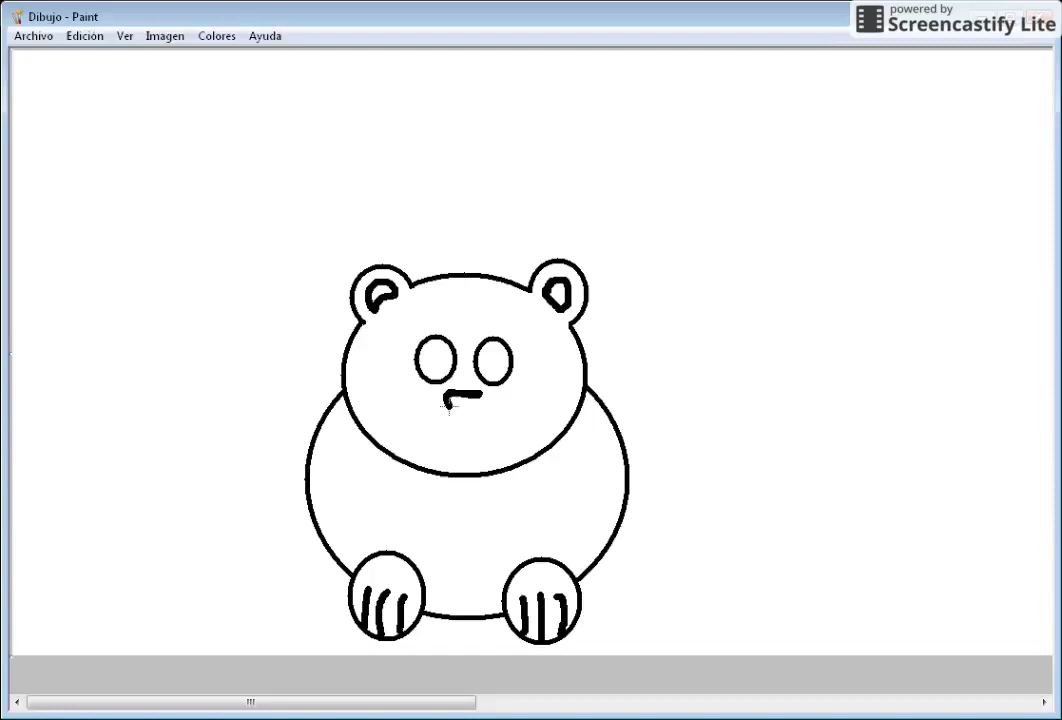 Dibujo - Paint
powered by
Screencastify Lite
Archivo Edición Ver Imagen Colores Ayuda